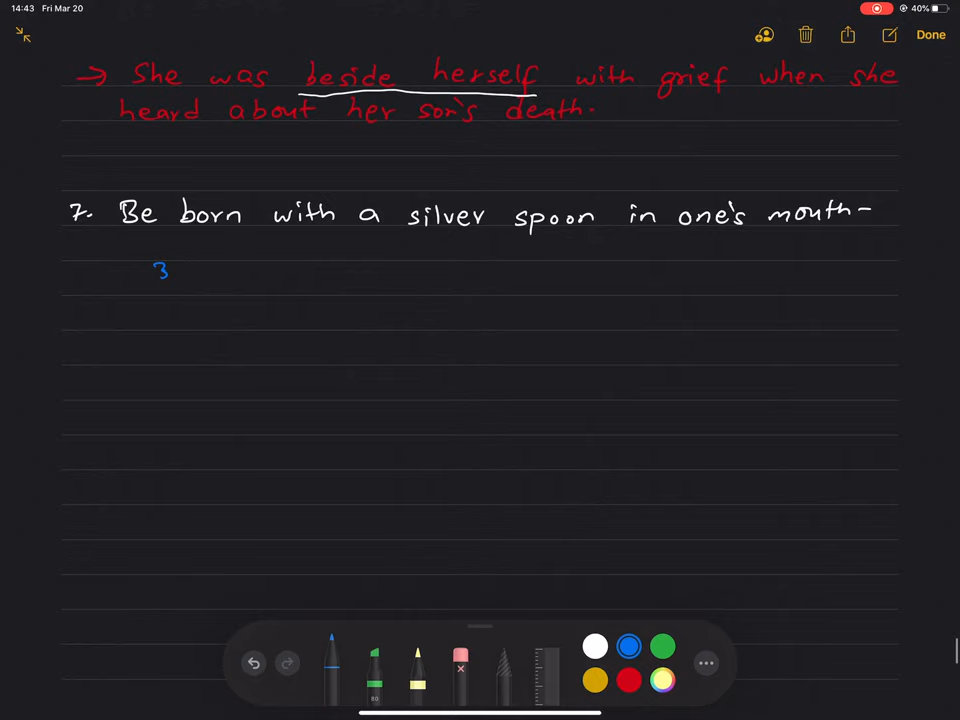 14:43 Fri Mar 20
40%
Done
→ She was beside herself with grief when she
heard about her son's death.
7. Be born with a silver spoon in one's mouth-
80